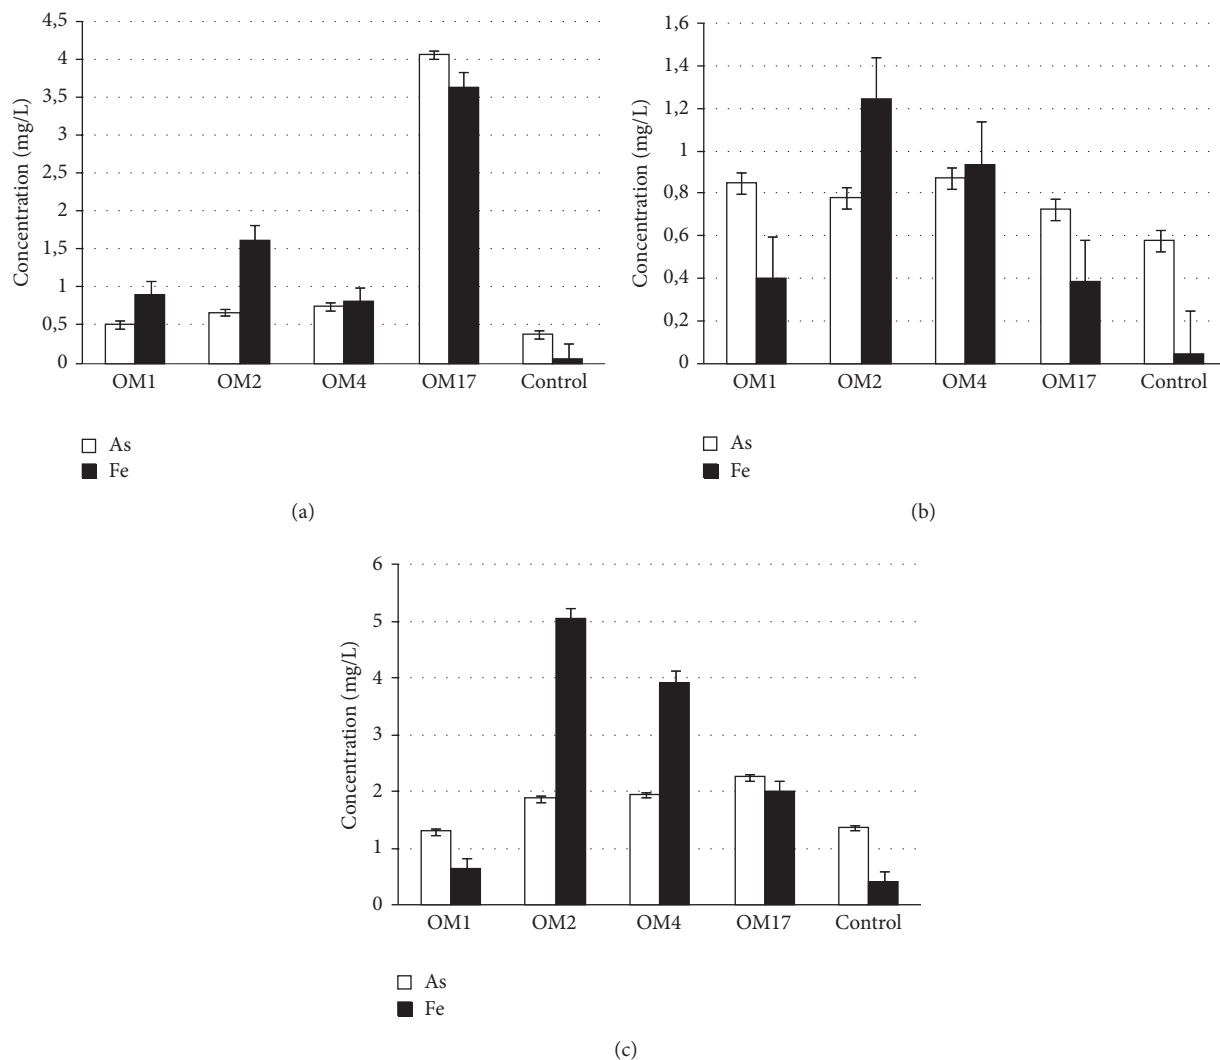 4,5
4
3,5
3
2,5
2
1,5
1
0,5
0
Concentration (mg/L)
OM1 OM2 OM4 OM17 Control
As
Fe
(a)
1,6
1,4
1,2
1
0,8
0,6
0,4
0,2
0
Concentration (mg/L)
OM1 OM2 OM4 OM17 Control
As
Fe
(b)
6
5
4
3
2
1
0
Concentration (mg/L)
OM1 OM2 OM4 OM17 Control
As
Fe
(c)